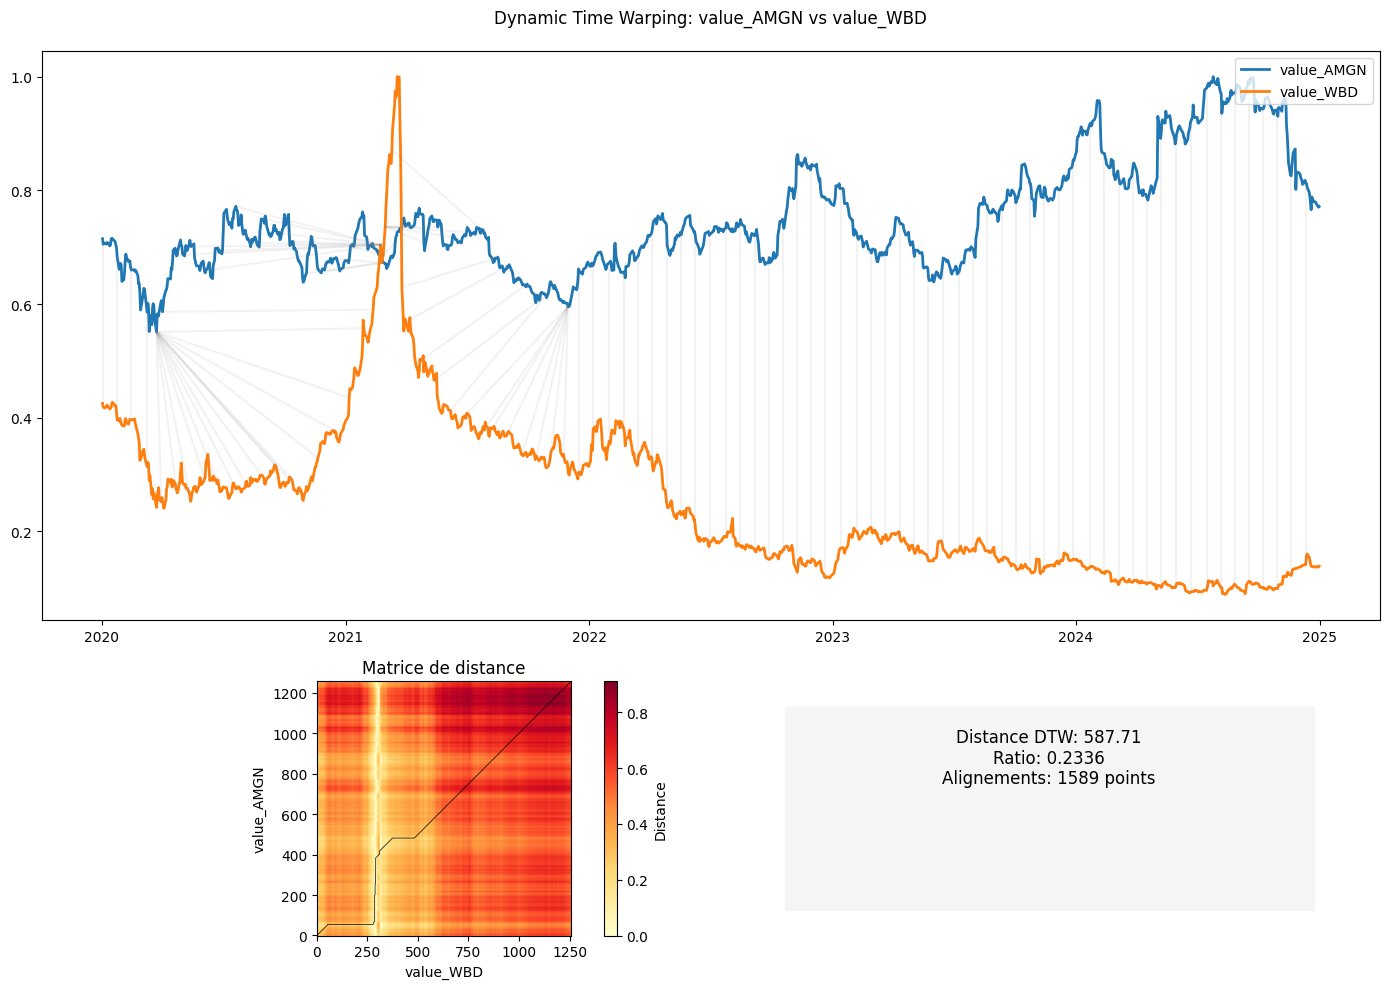 Dynamic Time Warping: value_AMGN vs value_WBD
value_AMGN
value_WBD
1.0
0.8
0.6
0.4
0.2
2020 2021 2022 2023 2024 2025
Matrice de distance
1200
1000
800
600
400
200
0
value_AMGN
0 250 500 750 1000 1250
value_WBD
0.8
0.6
0.4
0.2
0.0
Distance
Distance DTW: 587.71
Ratio: 0.2336
Alignements: 1589 points